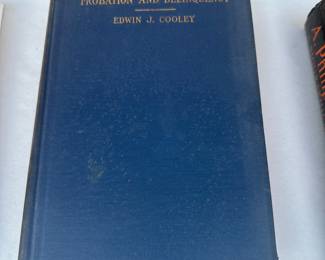 PROBATION AND DELINQUENCY
EDWIN J. COOLEY
A